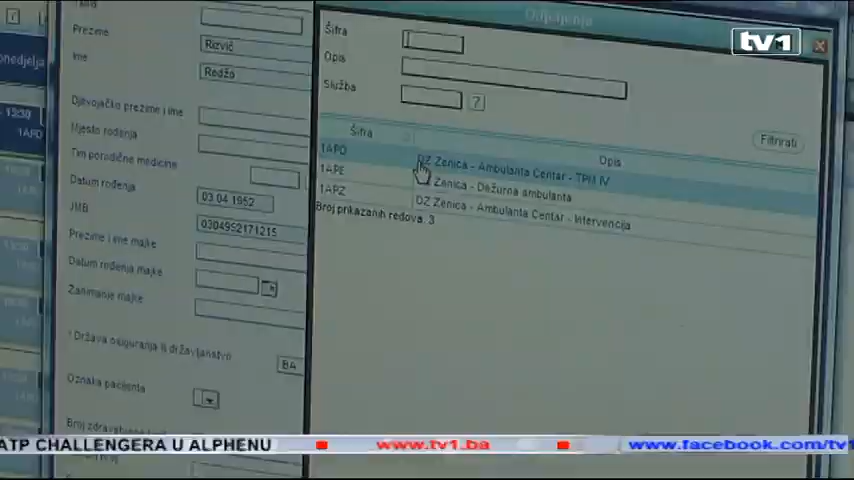 Prezime
Rizvić
Ime
Redžo
Djevojačko prezime i ime
Mjesto rođenja
Tim porodične medicine
Datum rođenja
03 04 1952
JMB
0304952171215
Prezime i ime majke
Datum rođenja majke
Zanimanje majke
* Država osiguranja ili državljanstvo
BA
Oznaka pacijenta
Šifra
Opis
Služba
?
Filtrirati
Šifra
Opis
1APD
DZ Zenica - Ambulanta Centar - TPM IV
1APE
DZ Zenica - Dežurna ambulanta
1APZ
DZ Zenica - Ambulanta Centar - Intervencija
Broj prikazanih redova: 3
tv1
ATP CHALLENGERA U ALPHENU
www.tv1.ba
www.facebook.com/tv1